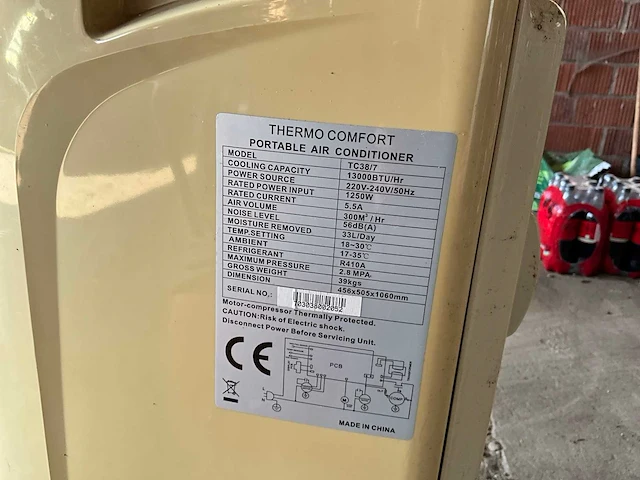 THERMO COMFORT
PORTABLE AIR CONDITIONER
MODEL TC38/7
COOLING CAPACITY 13000BTU/Hr
POWER SOURCE 220V-240V/50Hz
RATED POWER INPUT 1250W
RATED CURRENT 5.5A
AIR VOLUME 300M³/Hr
NOISE LEVEL 56dB(A)
MOISTURE REMOVED 33L/Day
TEMP.SETTING 18~30℃
AMBIENT 17-35℃
REFRIGERANT R410A
MAXIMUM PRESSURE 2.8 MPA
GROSS WEIGHT 39kgs
DIMENSION 456x505x1060mm
SERIAL NO.:
Motor-compressor Thermally Protected.
CAUTION:Risk of Electric shock.
Disconnect Power Before Servicing Unit.
CE
PCB
MADE IN CHINA